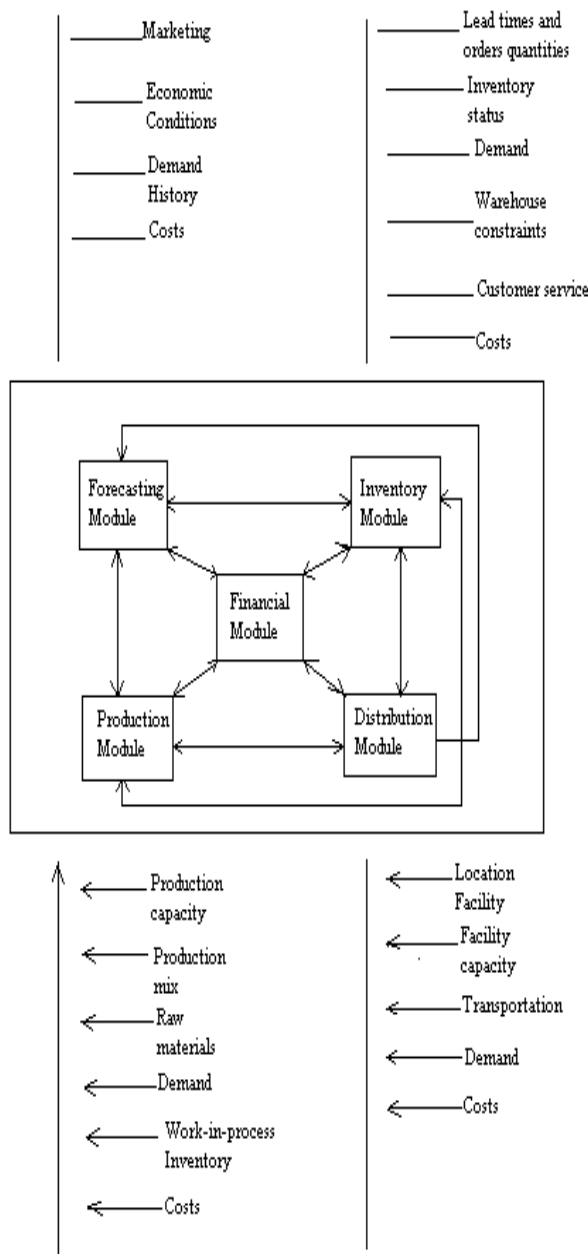 Marketing
Economic
Conditions
Demand
History
Costs
Lead times and
orders quantities
Inventory
status
Demand
Warehouse
constraints
Customer service
Costs
Forecasting
Module
Inventory
Module
Financial
Module
Production
Module
Distribution
Module
Production
capacity
Production
mix
Raw
materials
Demand
Work-in-process
Inventory
Costs
Location
Facility
Facility
capacity
Transportation
Demand
Costs